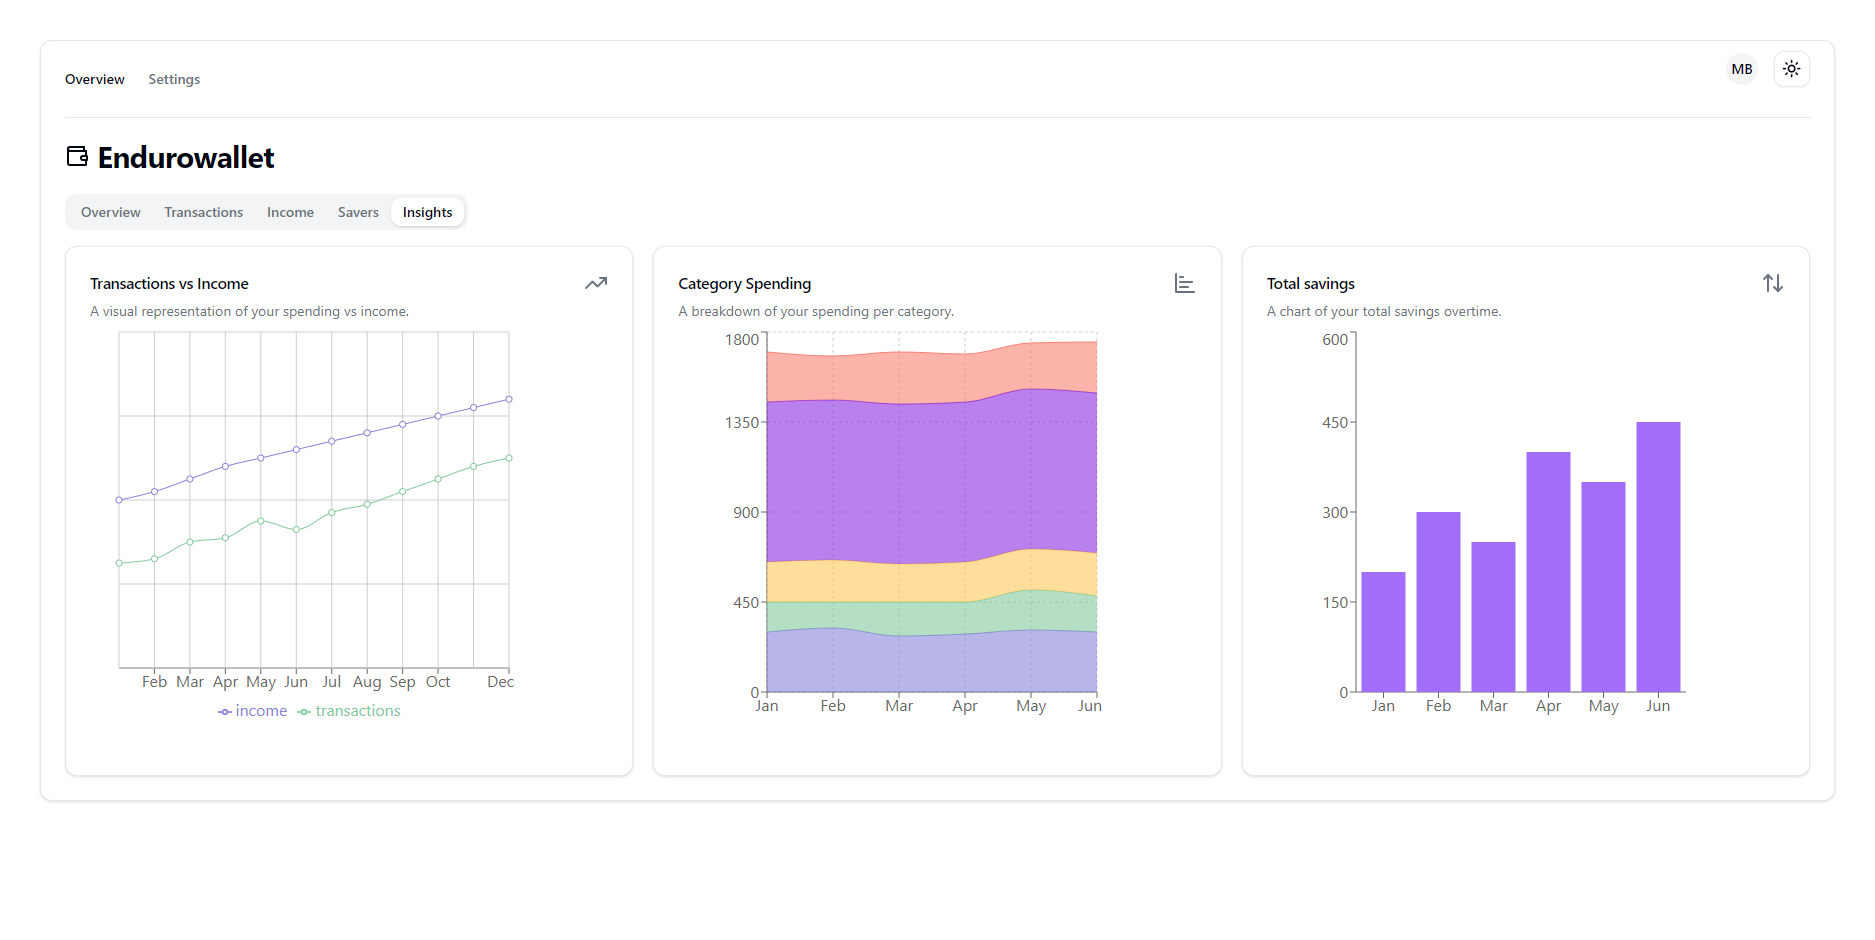 Overview Settings
MB
Endurowallet
Overview Transactions Income Savers Insights
Transactions vs Income
A visual representation of your spending vs income.
Feb Mar Apr May Jun Jul Aug Sep Oct Dec
income transactions
Category Spending
A breakdown of your spending per category.
1800
1350
900
450
0
Jan Feb Mar Apr May Jun
Total savings
A chart of your total savings overtime.
600
450
300
150
0
Jan Feb Mar Apr May Jun